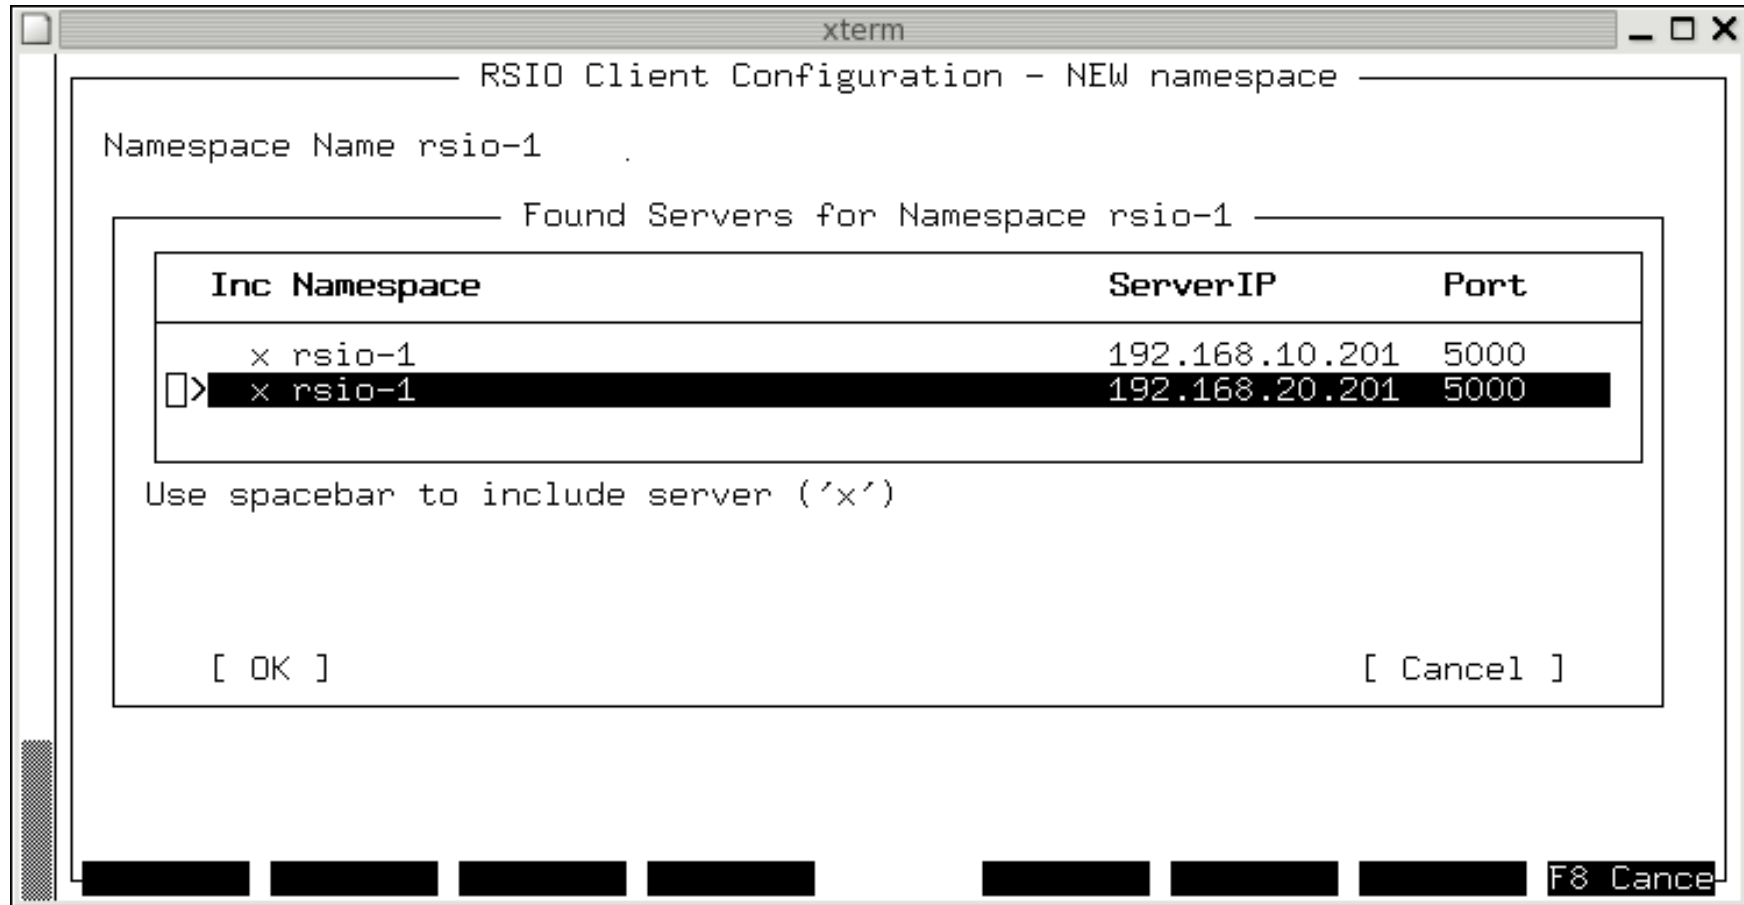 xterm
RSIO Client Configuration - NEW namespace
Namespace Name rsio-1 .
Found Servers for Namespace rsio-1
Inc Namespace ServerIP Port
x rsio-1 192.168.10.201 5000
> x rsio-1 192.168.20.201 5000
Use spacebar to include server ('x')
[ OK ] [ Cancel ]
F8 Cance